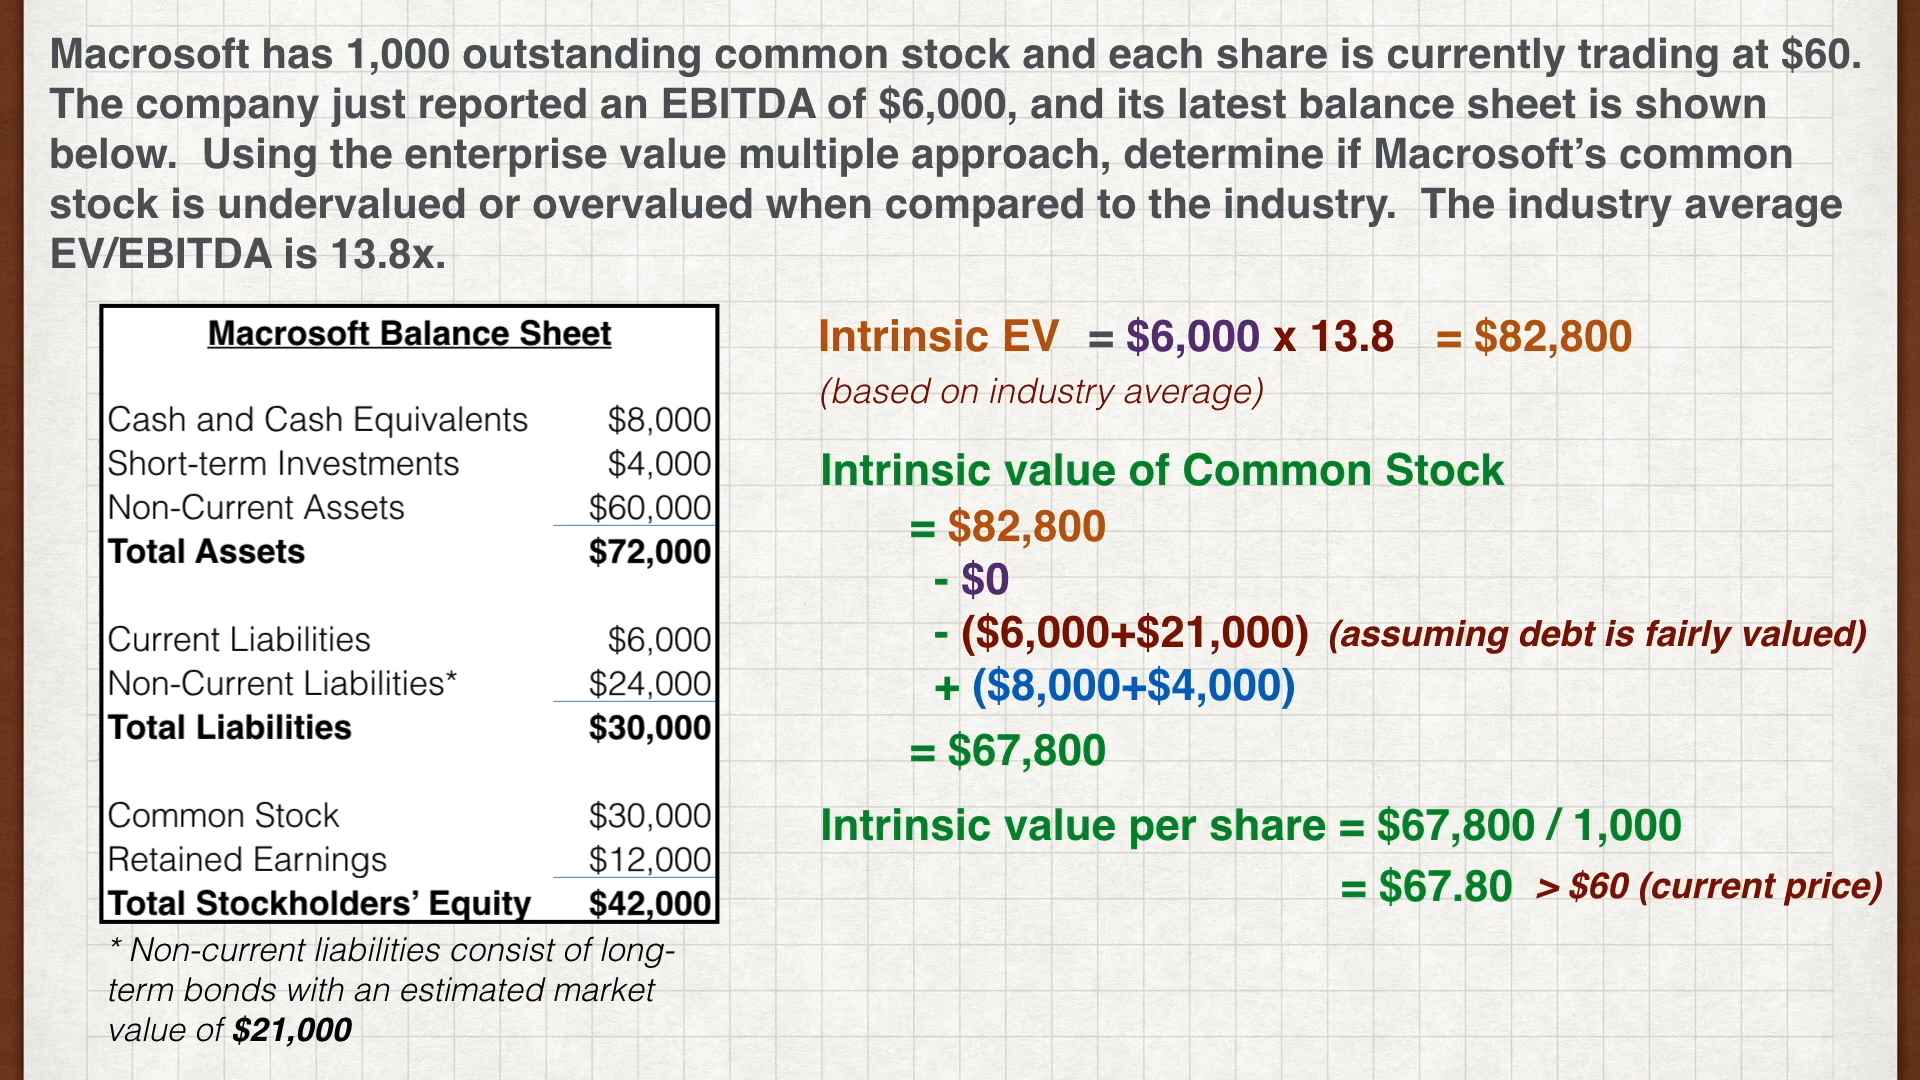 Macrosoft has 1,000 outstanding common stock and each share is currently trading at $60.
The company just reported an EBITDA of $6,000, and its latest balance sheet is shown
below.  Using the enterprise value multiple approach, determine if Macrosoft’s common
stock is undervalued or overvalued when compared to the industry.  The industry average
EV/EBITDA is 13.8x.
Macrosoft Balance Sheet
Cash and Cash Equivalents $8,000
Short-term Investments $4,000
Non-Current Assets $60,000
Total Assets $72,000
Current Liabilities $6,000
Non-Current Liabilities* $24,000
Total Liabilities $30,000
Common Stock $30,000
Retained Earnings $12,000
Total Stockholders’ Equity $42,000
* Non-current liabilities consist of long-
term bonds with an estimated market
value of $21,000
Intrinsic EV = $6,000 x 13.8 = $82,800
(based on industry average)
Intrinsic value of Common Stock
= $82,800
- $0
- ($6,000+$21,000) (assuming debt is fairly valued)
+ ($8,000+$4,000)
= $67,800
Intrinsic value per share = $67,800 / 1,000
= $67.80 > $60 (current price)